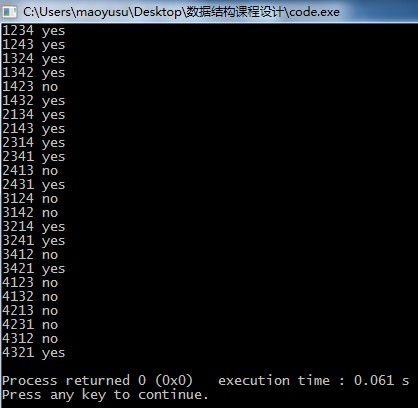 C:\Users\maoyusu\Desktop\数据结构课程设计\code.exe
1234 yes
1243 yes
1324 yes
1342 yes
1423 no
1432 yes
2134 yes
2143 yes
2314 yes
2341 yes
2413 no
2431 yes
3124 no
3142 no
3214 yes
3241 yes
3412 no
3421 yes
4123 no
4132 no
4213 no
4231 no
4312 no
4321 yes
Process returned 0 (0x0)   execution time : 0.061 s
Press any key to continue.